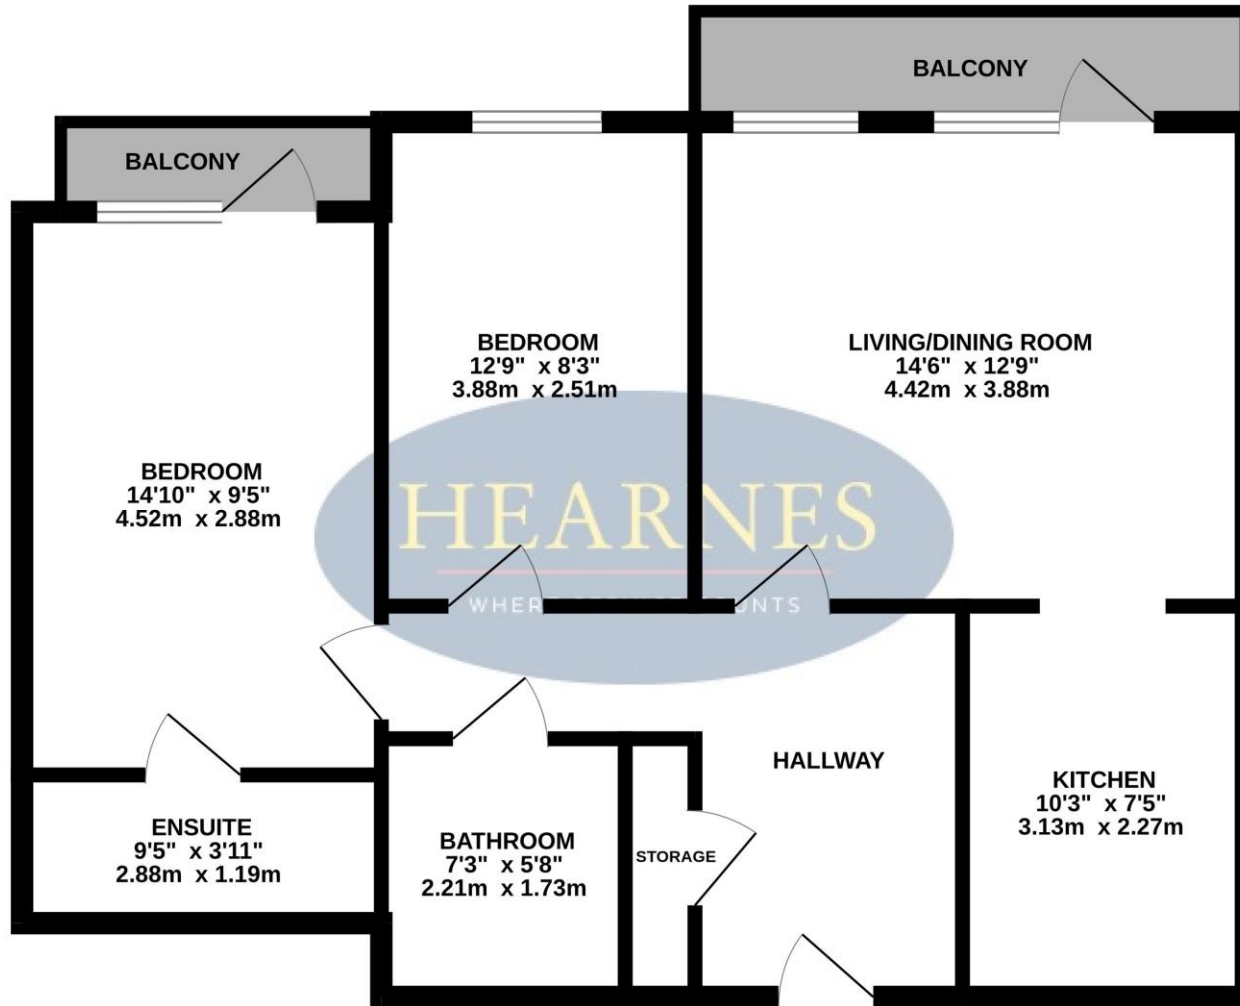 BALCONY
BALCONY
BEDROOM
12'9" x 8'3"
3.88m x 2.51m
LIVING/DINING ROOM
14'6" x 12'9"
4.42m x 3.88m
BEDROOM
14'10" x 9'5"
4.52m x 2.88m
HEARNES
WHERE SERVICE COUNTS
HALLWAY
KITCHEN
10'3" x 7'5"
3.13m x 2.27m
ENSUITE
9'5" x 3'11"
2.88m x 1.19m
BATHROOM
7'3" x 5'8"
2.21m x 1.73m
STORAGE